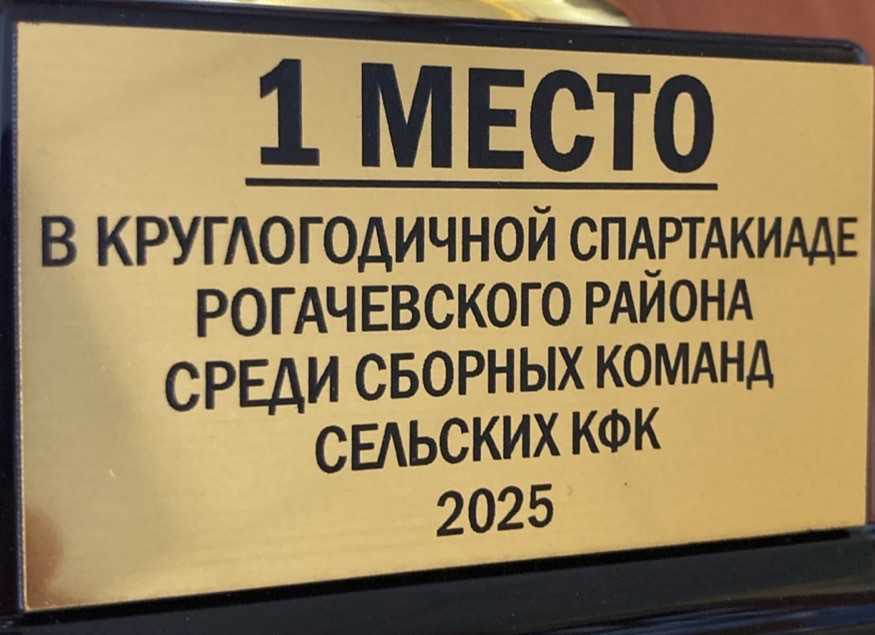 1 МЕСТО
В КРУГЛОГОДИЧНОЙ СПАРТАКИАДЕ
РОГАЧЕВСКОГО РАЙОНА
СРЕДИ СБОРНЫХ КОМАНД
СЕЛЬСКИХ КФК
2025